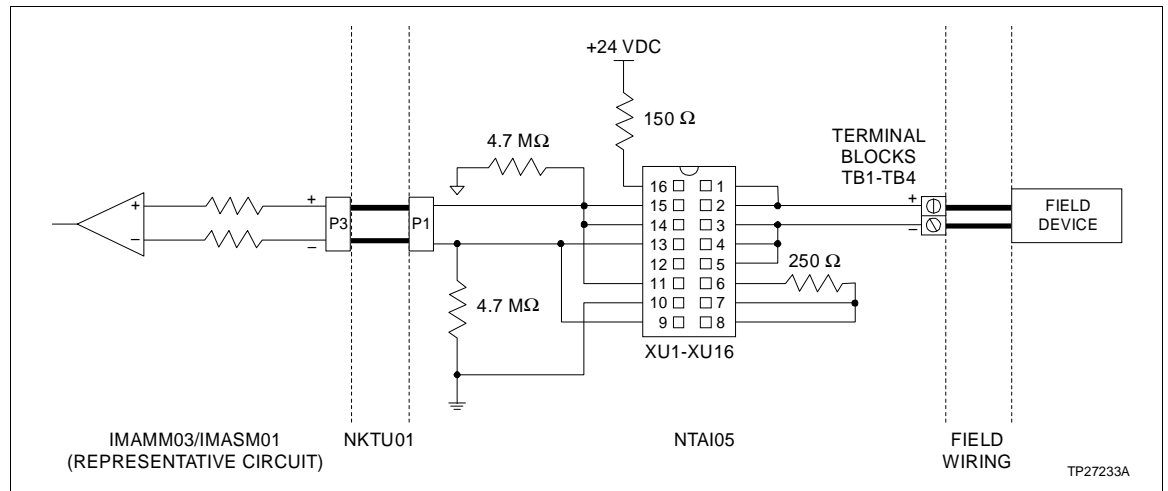 +24 VDC
150 Ω
4.7 MΩ
TERMINAL
BLOCKS
TB1-TB4
16 1
15 2
14 3
13 4
12 5
11 6
10 7
9 8
+
−
+
−
P3
P1
+
−
FIELD
DEVICE
250 Ω
4.7 MΩ
XU1-XU16
IMAMM03/IMASM01
(REPRESENTATIVE CIRCUIT)
NKTU01
NTAI05
FIELD
WIRING
TP27233A